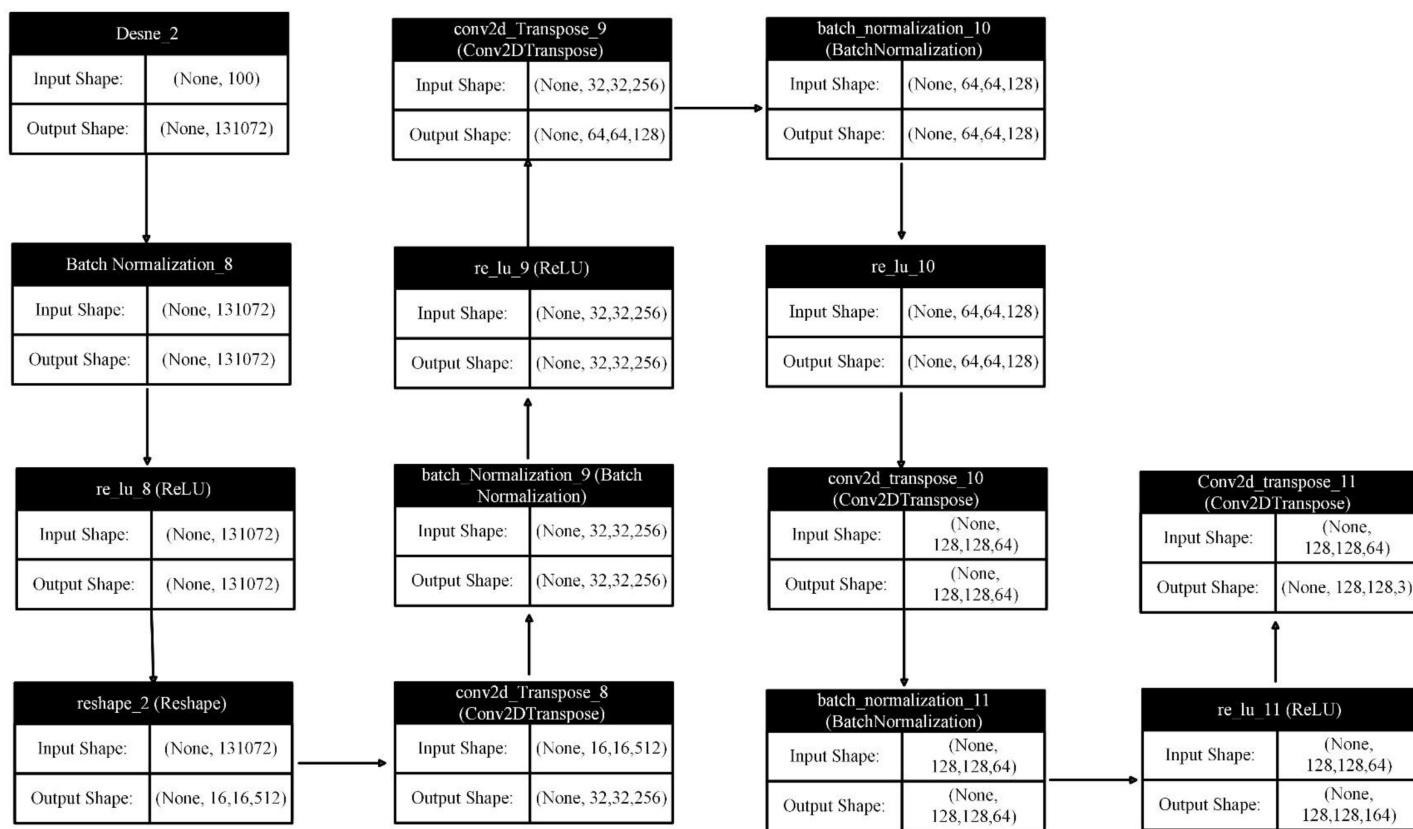 Desne_2
Input Shape: (None, 100)
Output Shape: (None, 131072)
Batch Normalization_8
Input Shape: (None, 131072)
Output Shape: (None, 131072)
re_lu_8 (ReLU)
Input Shape: (None, 131072)
Output Shape: (None, 131072)
reshape_2 (Reshape)
Input Shape: (None, 131072)
Output Shape: (None, 16,16,512)
conv2d_Transpose_8
(Conv2DTranspose)
Input Shape: (None, 16,16,512)
Output Shape: (None, 32,32,256)
batch_Normalization_9 (Batch
Normalization)
Input Shape: (None, 32,32,256)
Output Shape: (None, 32,32,256)
re_lu_9 (ReLU)
Input Shape: (None, 32,32,256)
Output Shape: (None, 32,32,256)
conv2d_Transpose_9
(Conv2DTranspose)
Input Shape: (None, 32,32,256)
Output Shape: (None, 64,64,128)
batch_normalization_10
(BatchNormalization)
Input Shape: (None, 64,64,128)
Output Shape: (None, 64,64,128)
re_lu_10
Input Shape: (None, 64,64,128)
Output Shape: (None, 64,64,128)
conv2d_transpose_10
(Conv2DTranspose)
Input Shape: (None,
128,128,64)
Output Shape: (None,
128,128,64)
batch_normalization_11
(BatchNormalization)
Input Shape: (None,
128,128,64)
Output Shape: (None,
128,128,64)
re_lu_11 (ReLU)
Input Shape: (None,
128,128,64)
Output Shape: (None,
128,128,164)
Conv2d_transpose_11
(Conv2DTranspose)
Input Shape: (None,
128,128,64)
Output Shape: (None, 128,128,3)